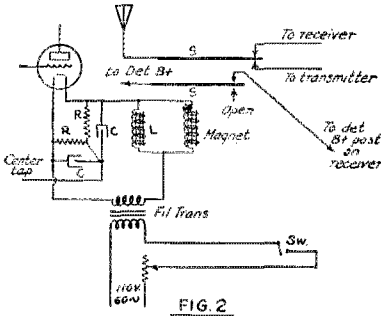 To receiver
S
To transmitter
to Det B+
S
Open
To det
B+ post
on
receiver
R
R
C
C
L
Magnet
Center
tap
Fil Trans
Sw.
110V.
60~
FIG. 2